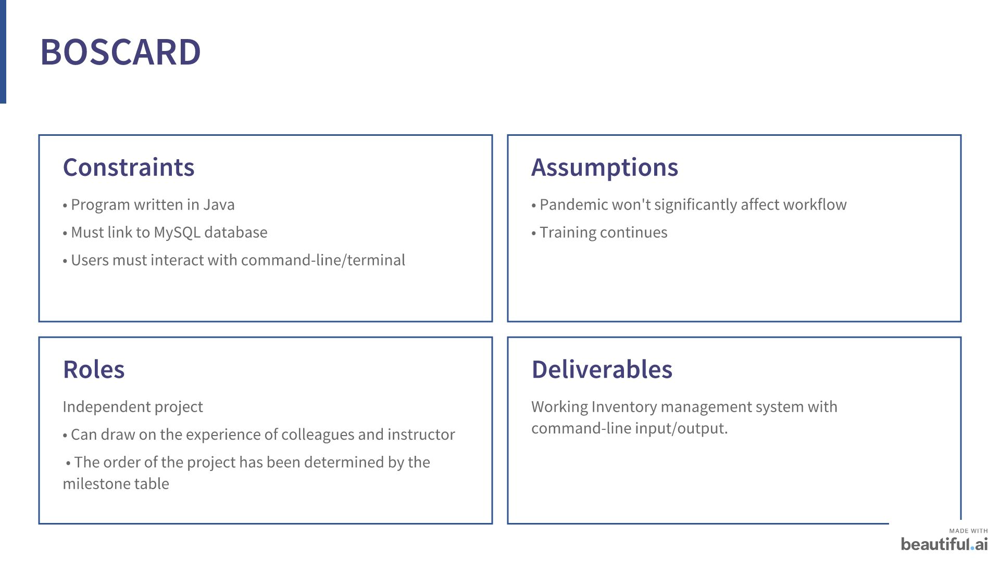 BOSCARD
Constraints
• Program written in Java
• Must link to MySQL database
• Users must interact with command-line/terminal
Assumptions
• Pandemic won't significantly affect workflow
• Training continues
Roles
Independent project
• Can draw on the experience of colleagues and instructor
• The order of the project has been determined by the
milestone table
Deliverables
Working Inventory management system with
command-line input/output.
MADE WITH
beautiful.ai